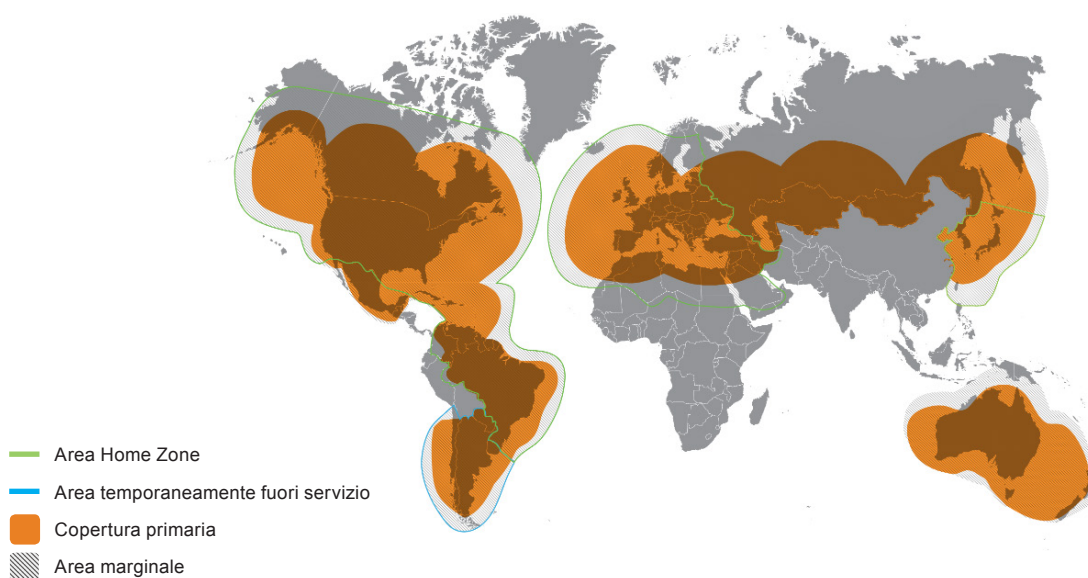 Area Home Zone
Area temporaneamente fuori servizio
Copertura primaria
Area marginale